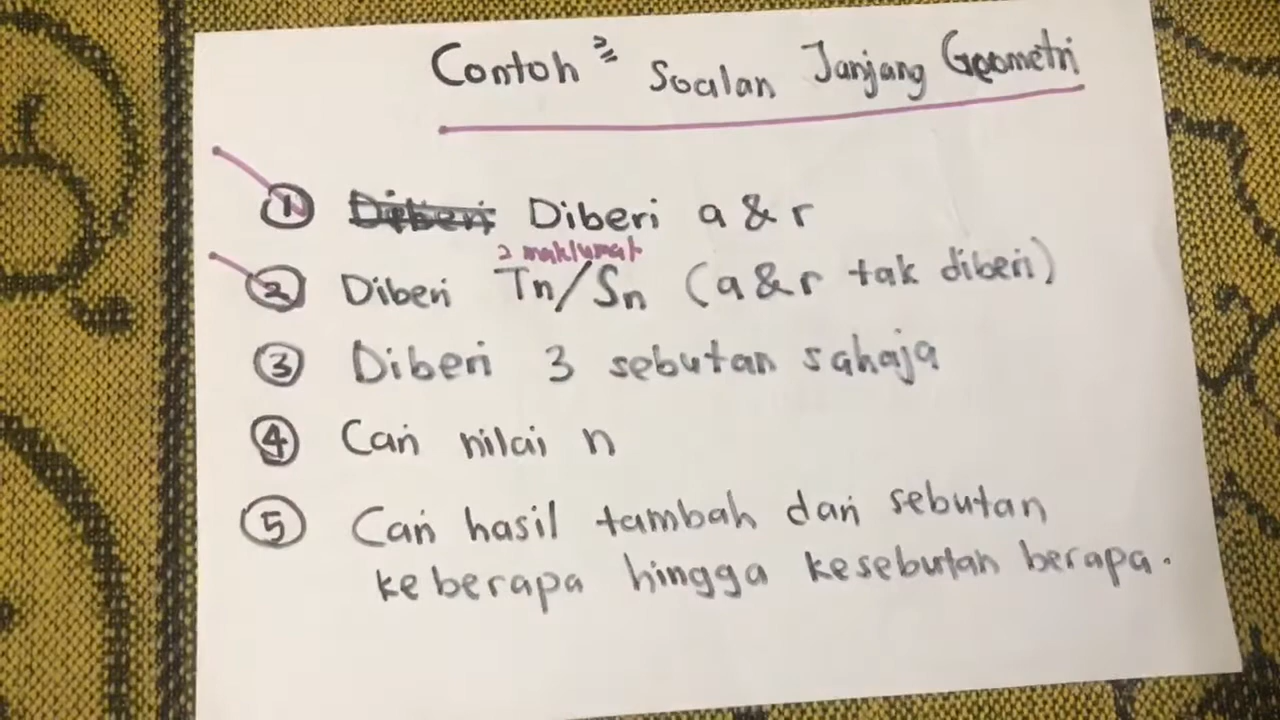 Contoh² Soalan Janjang Geometri
① Diberi Diberi a & r
2 maklumat
② Diberi Tn/Sn (a & r tak diberi)
③ Diberi 3 sebutan sahaja
④ Cari nilai n
⑤ Cari hasil tambah dari sebutan
keberapa hingga kesebutan berapa.